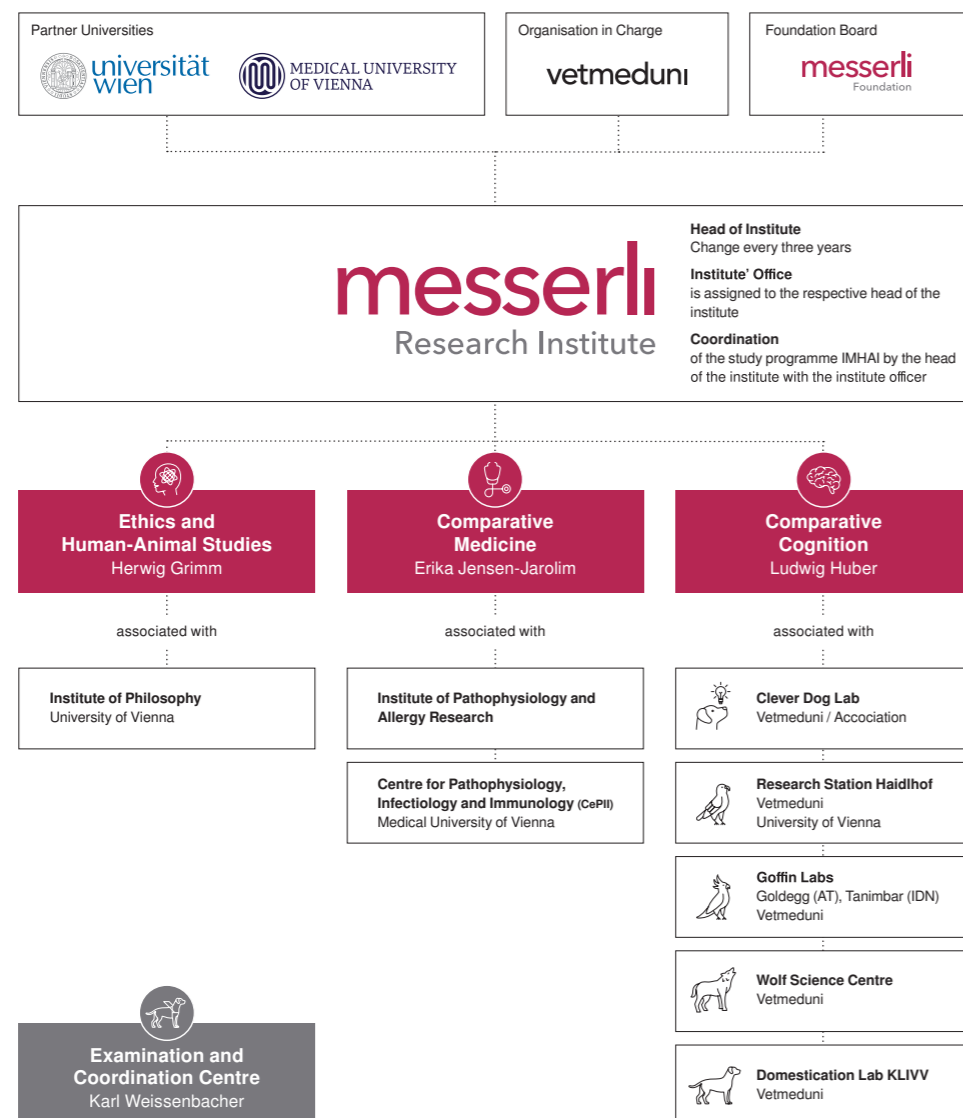 Partner Universities
universität
wien
MEDICAL UNIVERSITY
OF VIENNA
Organisation in Charge
vetmeduni
Foundation Board
messerli
Foundation
messerli
Research Institute
Head of Institute
Change every three years
Institute' Office
is assigned to the respective head of the
institute
Coordination
of the study programme IMHAI by the head
of the institute with the institute officer
Ethics and
Human-Animal Studies
Herwig Grimm
associated with
Institute of Philosophy
University of Vienna
Comparative
Medicine
Erika Jensen-Jarolim
associated with
Institute of Pathophysiology and
Allergy Research
Centre for Pathophysiology,
Infectiology and Immunology (CePII)
Medical University of Vienna
Comparative
Cognition
Ludwig Huber
associated with
Clever Dog Lab
Vetmeduni / Accociation
Research Station Haidlhof
Vetmeduni
University of Vienna
Goffin Labs
Goldegg (AT), Tanimbar (IDN)
Vetmeduni
Wolf Science Centre
Vetmeduni
Domestication Lab KLIVV
Vetmeduni
Examination and
Coordination Centre
Karl Weissenbacher